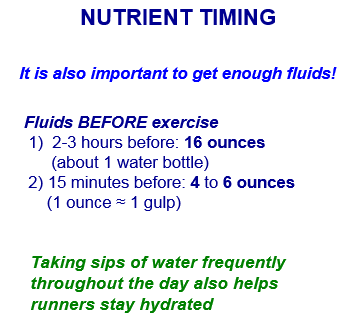 NUTRIENT TIMING
It is also important to get enough fluids!
Fluids BEFORE exercise
1) 2-3 hours before: 16 ounces
(about 1 water bottle)
2) 15 minutes before: 4 to 6 ounces
(1 ounce ≈ 1 gulp)
Taking sips of water frequently
throughout the day also helps
runners stay hydrated